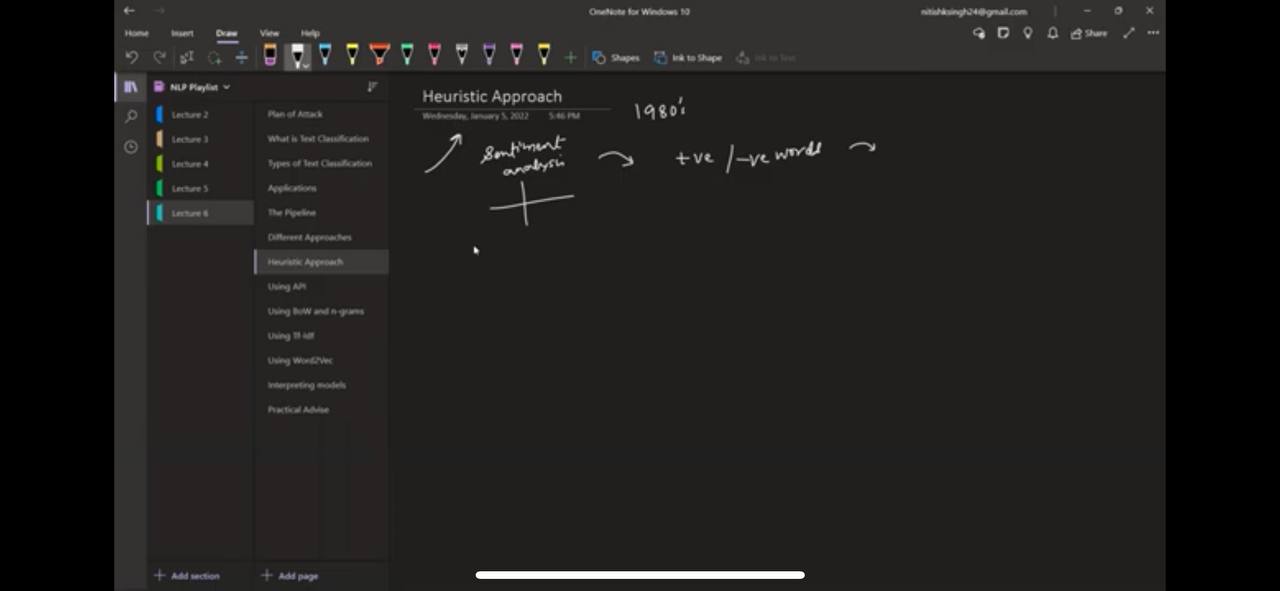 OneNote for Windows 10
nitishksingh24@gmail.com
Home Insert Draw View Help
Share
Shapes Ink to Shape Ink to Text
NLP Playlist
Lecture 2
Lecture 3
Lecture 4
Lecture 5
Lecture 6
Plan of Attack
What is Text Classification
Types of Text Classification
Applications
The Pipeline
Different Approaches
Heuristic Approach
Using API
Using BoW and n-grams
Using Tf-Idf
Using Word2Vec
Interpreting models
Practical Advise
Heuristic Approach
Wednesday, January 5, 2022 5:46 PM
1980's
Sentiment
analysis
+ve / -ve words
Add section
Add page